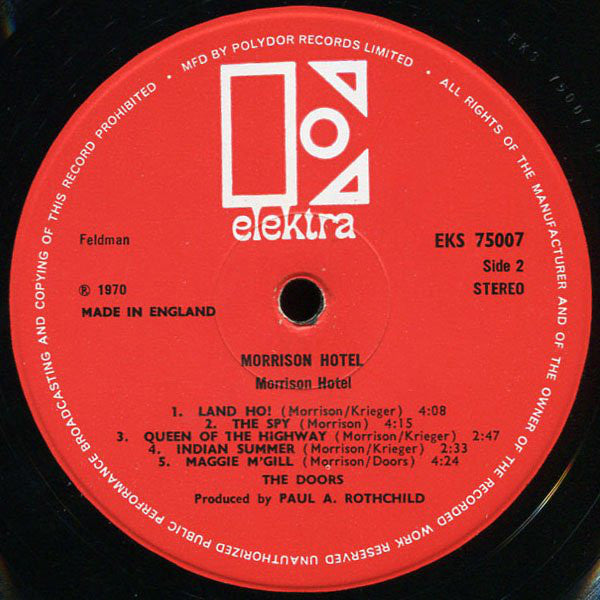 MFD BY POLYDOR RECORDS LIMITED • ALL RIGHTS OF THE MANUFACTURER AND OF THE OWNER OF THE RECORDED WORK RESERVED UNAUTHORIZED PUBLIC PERFORMANCE BROADCASTING AND COPYING OF THIS RECORD PROHIBITED •
EKS 75007
elektra
Feldman
EKS 75007
Side 2
℗ 1970
STEREO
MADE IN ENGLAND
MORRISON HOTEL
Morrison Hotel
1. LAND HO! (Morrison/Krieger) 4:08
2. THE SPY (Morrison) 4:15
3. QUEEN OF THE HIGHWAY (Morrison/Krieger) 2:47
4. INDIAN SUMMER (Morrison/Krieger) 2:33
5. MAGGIE M'GILL (Morrison/Doors) 4:24
THE DOORS
Produced by PAUL A. ROTHCHILD